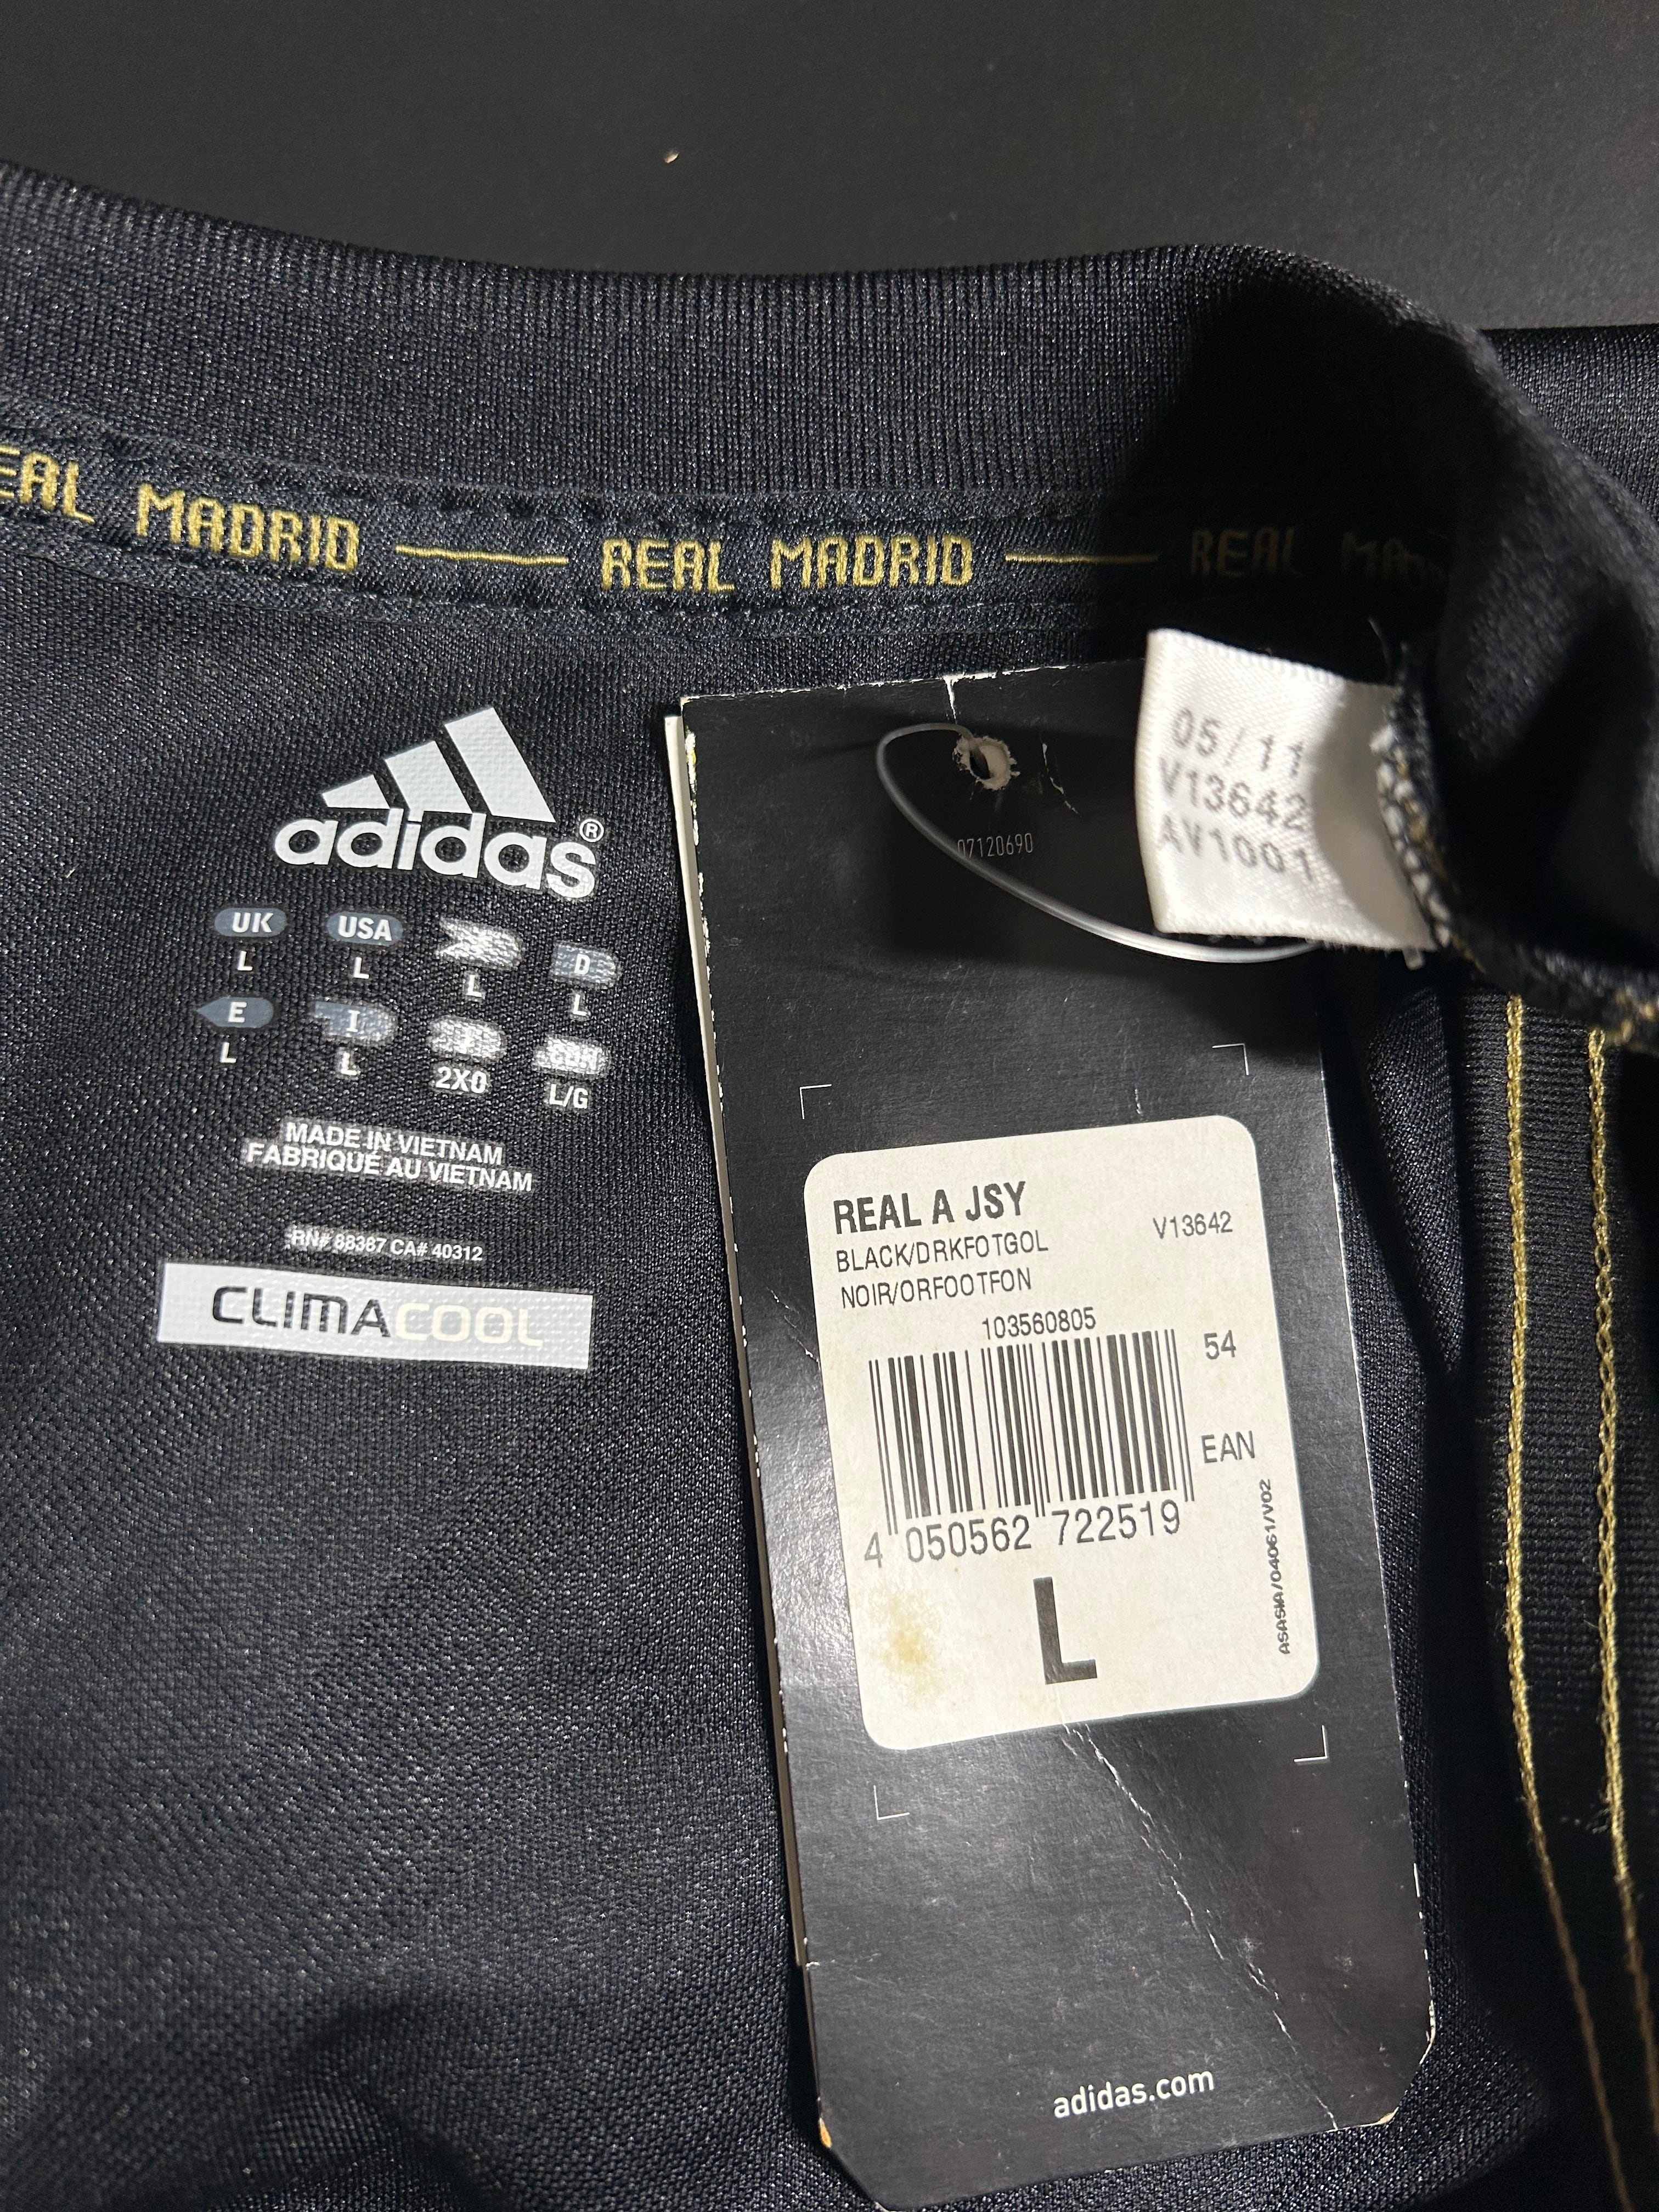 EAL MADRID — REAL MADRID — REAL MAD
adidas®
UK USA D
L L L L
E I CDN
L L 2XO L/G
MADE IN VIETNAM
FABRIQUÉ AU VIETNAM
RN# 88387 CA# 40312
CLIMACOOL
05/11
V13642
AV1001
07120690
REAL A JSY
BLACK/DRKFOTGOL V13642
NOIR/ORFOOTFON
103560805
54
EAN
4 050562 722519
ASASIA/04061/V02
L
adidas.com